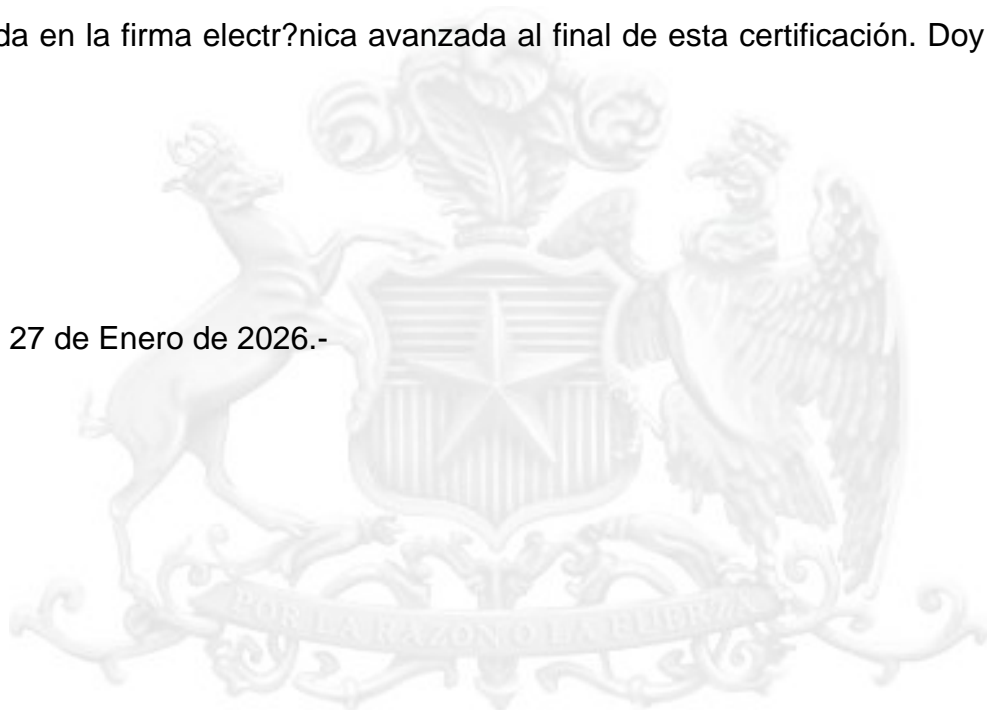 da en la firma electr?nica avanzada al final de esta certificación. Doy
27 de Enero de 2026.-
POR LA RAZÓN O LA FUERZA